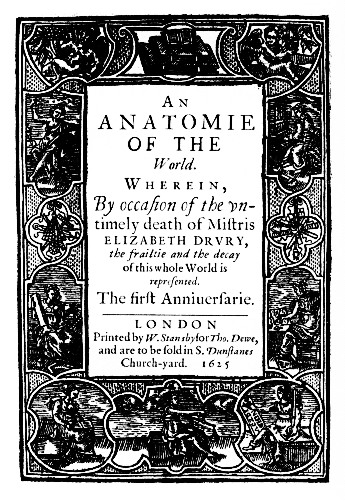 AN
ANATOMIE
OF THE
World.
WHEREIN,
By occaſion of the vn-
timely death of Miſtris
ELIZABETH DRVRY,
the frailtie and the decay
of this whole World is
repreſented.
The firſt Anniuerſarie.
LONDON
Printed by W. Stansby for Tho. Dewe,
and are to be ſold in S. Dunſtanes
Church-yard. 1625